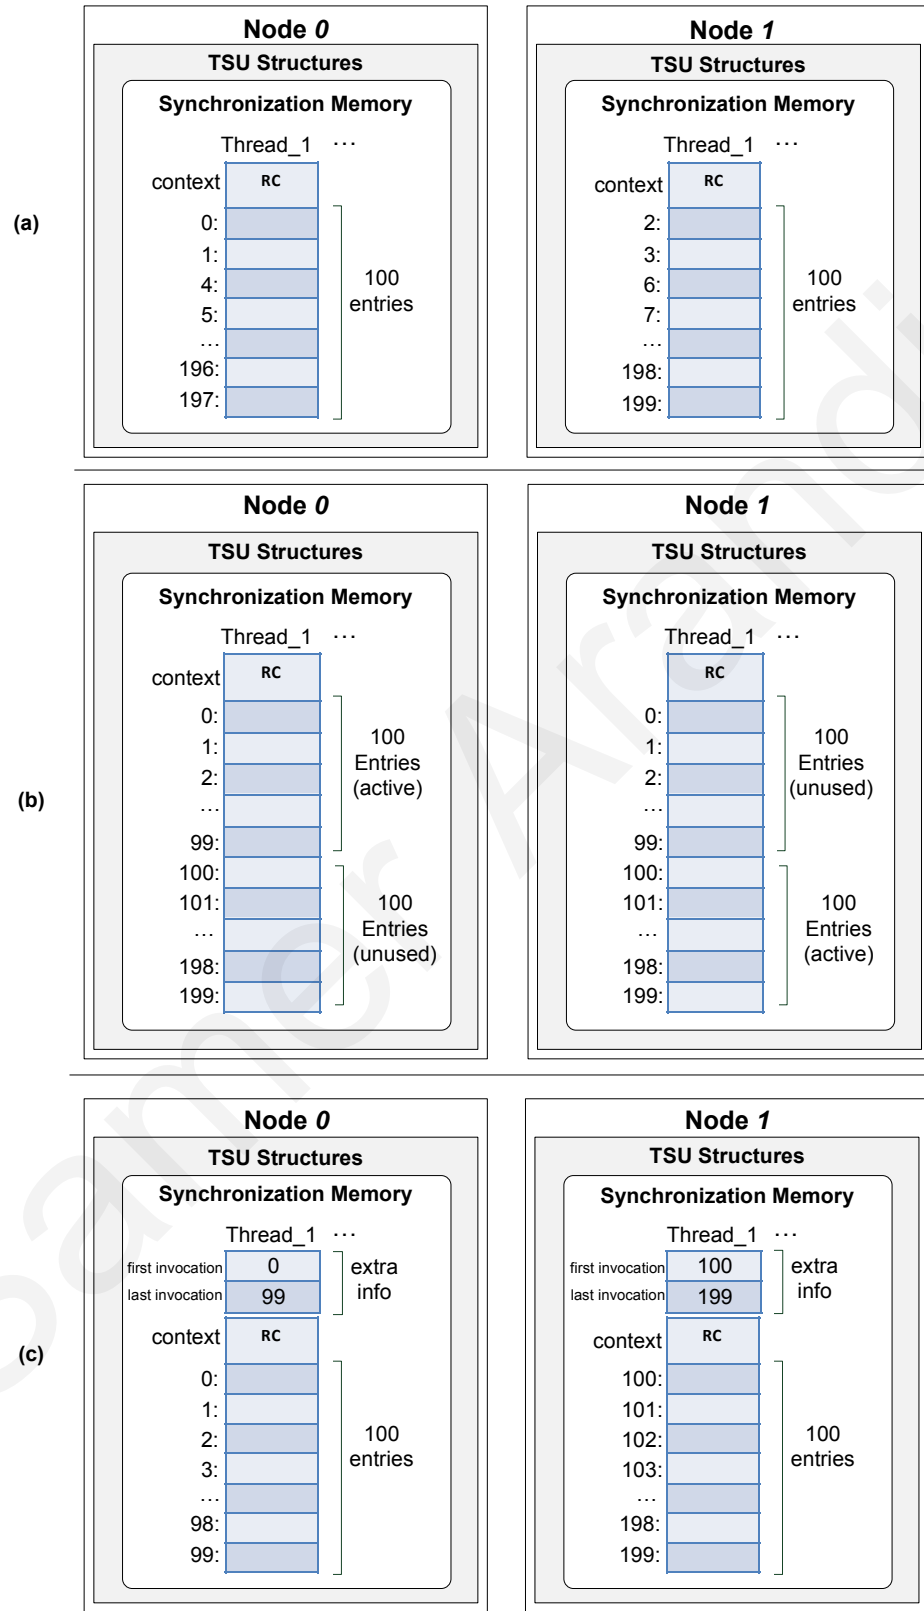 (a)
Node 0
TSU Structures
Synchronization Memory
Thread_1 ...
context RC
0:
1:
4:
5:
...
196:
197:
100
entries
Node 1
TSU Structures
Synchronization Memory
Thread_1 ...
context RC
2:
3:
6:
7:
...
198:
199:
100
entries
(b)
Node 0
TSU Structures
Synchronization Memory
Thread_1 ...
context RC
0:
1:
2:
...
99:
100:
101:
...
198:
199:
100
Entries
(active)
100
Entries
(unused)
Node 1
TSU Structures
Synchronization Memory
Thread_1 ...
context RC
0:
1:
2:
...
99:
100:
101:
...
198:
199:
100
Entries
(unused)
100
Entries
(active)
(c)
Node 0
TSU Structures
Synchronization Memory
Thread_1 ...
first invocation 0
last invocation 99
extra
info
context RC
0:
1:
2:
3:
...
98:
99:
100
entries
Node 1
TSU Structures
Synchronization Memory
Thread_1 ...
first invocation 100
last invocation 199
extra
info
context RC
100:
101:
102:
103:
...
198:
199:
100
entries
Samer Arandi